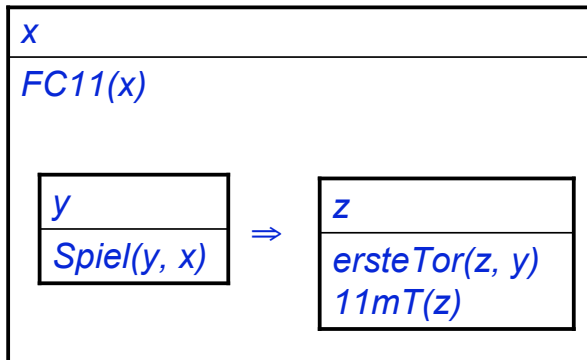 x
FC11(x)
y
Spiel(y, x)
⇒
z
ersteTor(z, y)
11mT(z)